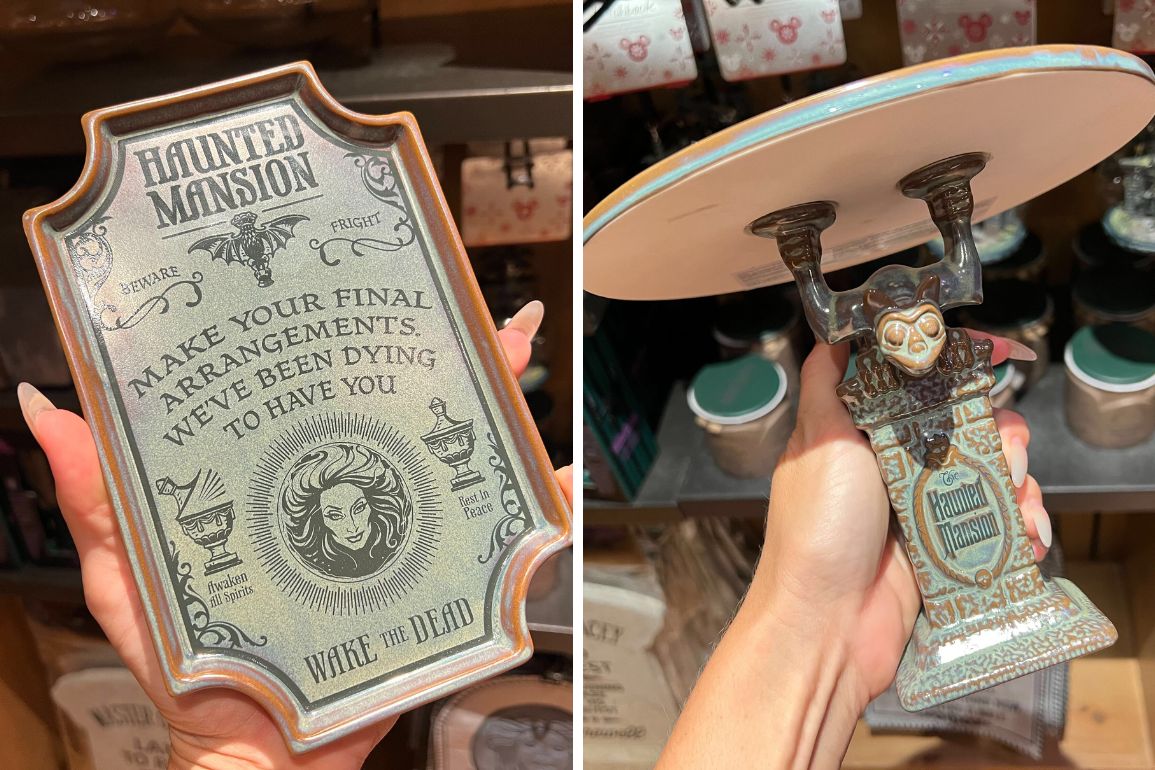 HAUNTED
MANSION
BEWARE
FRIGHT
MAKE YOUR FINAL
ARRANGEMENTS.
WE'VE BEEN DYING
TO HAVE YOU
Awaken
All Spirits
Rest In
Peace
WAKE THE DEAD
MASTER
The
Haunted
Mansion